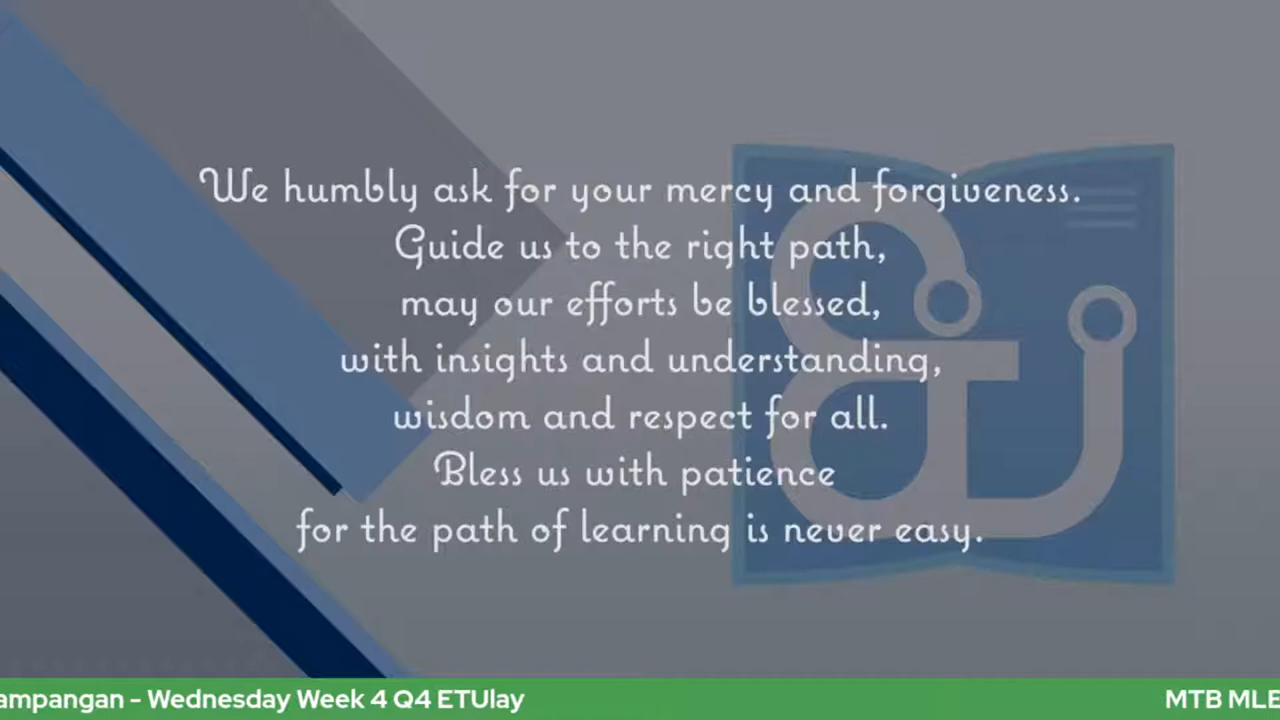 We humbly ask for your mercy and forgiveness.
Guide us to the right path,
may our efforts be blessed,
with insights and understanding,
wisdom and respect for all.
Bless us with patience
for the path of learning is never easy.
ampangan - Wednesday Week 4 Q4 ETUlay
MTB MLE